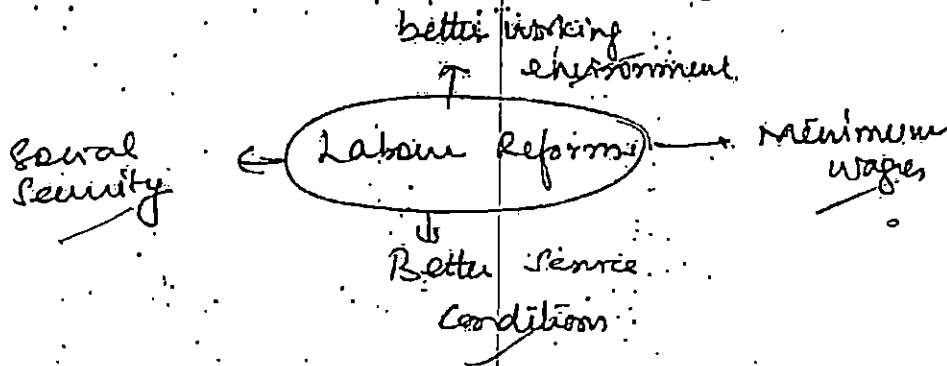 better working
environment
Labour Reforms
Social
Security
Minimum
wages
Better Service
Conditions